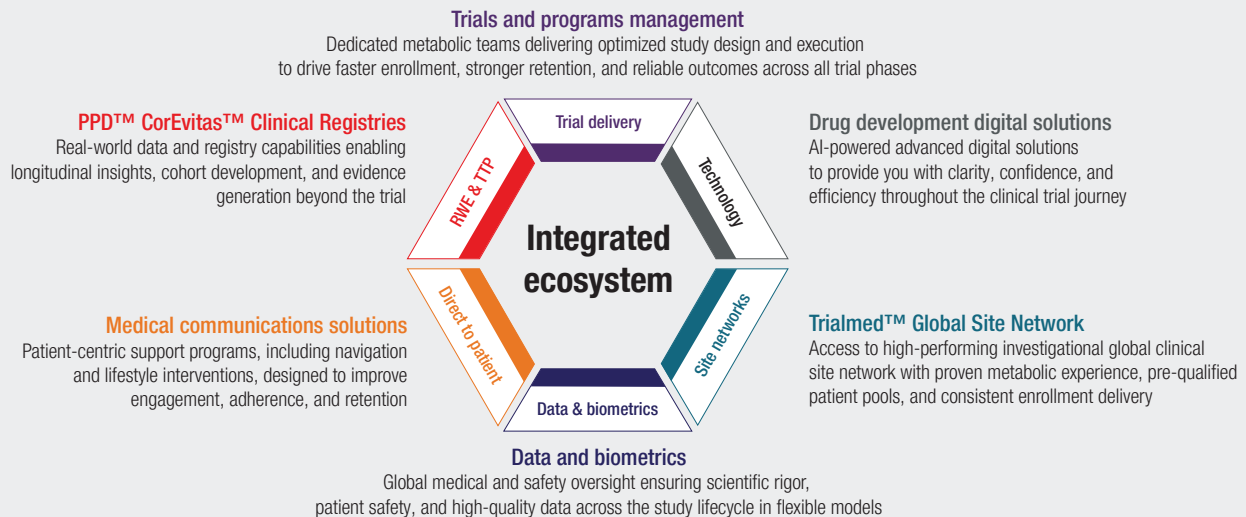 Trials and programs management
Dedicated metabolic teams delivering optimized study design and execution
to drive faster enrollment, stronger retention, and reliable outcomes across all trial phases
PPD™ CorEvitas™ Clinical Registries
Real-world data and registry capabilities enabling
longitudinal insights, cohort development, and evidence
generation beyond the trial
Trial delivery
RWE & TTP
Technology
Drug development digital solutions
AI-powered advanced digital solutions
to provide you with clarity, confidence, and
efficiency throughout the clinical trial journey
Integrated
ecosystem
Medical communications solutions
Patient-centric support programs, including navigation
and lifestyle interventions, designed to improve
engagement, adherence, and retention
Direct to patient
Site networks
Data & biometrics
Trialmed™ Global Site Network
Access to high-performing investigational global clinical
site network with proven metabolic experience, pre-qualified
patient pools, and consistent enrollment delivery
Data and biometrics
Global medical and safety oversight ensuring scientific rigor,
patient safety, and high-quality data across the study lifecycle in flexible models